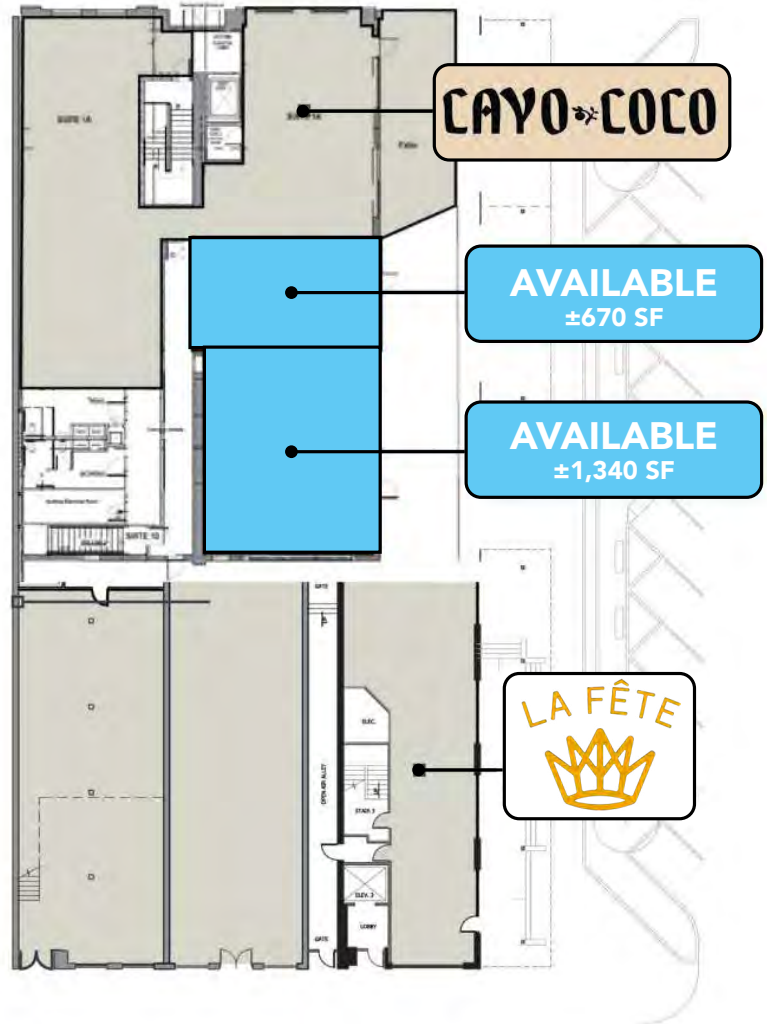 SUITE 1A
CAYO COCO
Patio
AVAILABLE
±670 SF
AVAILABLE
±1,340 SF
SUITE 1D
GATE
LA FÊTE
ELEC.
OPEN AIR ALLEY
STAIR 3
ELEV. 3
LOBBY
GATE